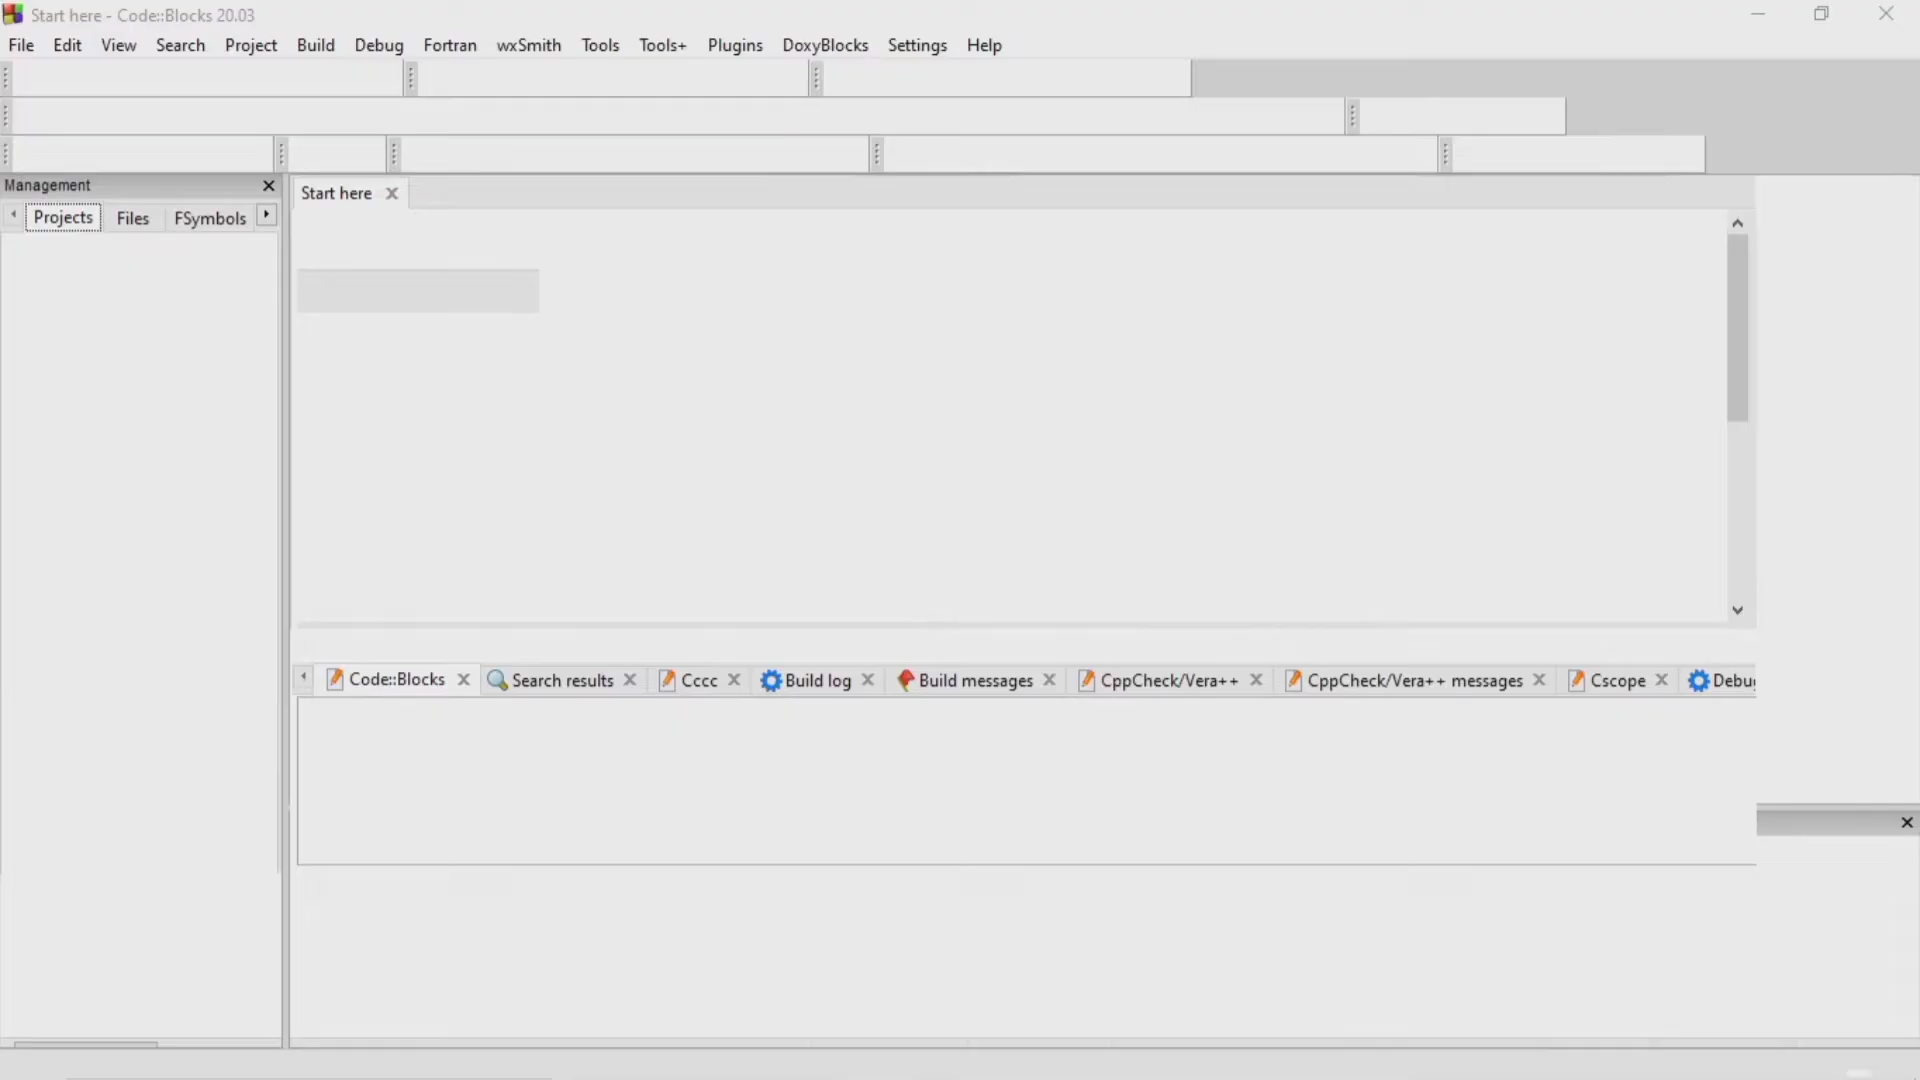 Start here - Code::Blocks 20.03
File Edit View Search Project Build Debug Fortran wxSmith Tools Tools+ Plugins DoxyBlocks Settings Help
Management
Projects Files FSymbols
Start here
Code::Blocks Search results Cccc Build log Build messages CppCheck/Vera++ CppCheck/Vera++ messages Cscope Debu